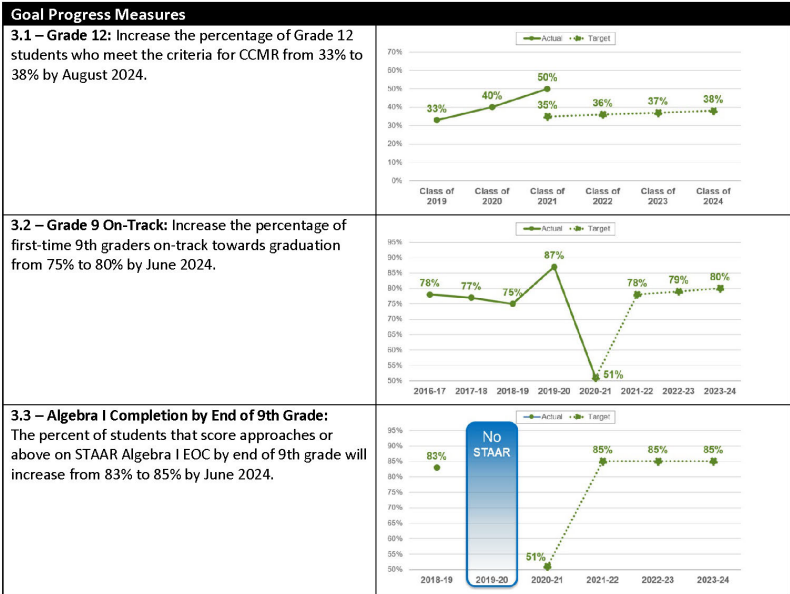 Goal Progress Measures
3.1 – Grade 12: Increase the percentage of Grade 12
students who meet the criteria for CCMR from 33% to
38% by August 2024.
Actual Target
70%
60%
50%
40%
30%
20%
10%
0%
33%
40%
50%
35%
36%
37%
38%
Class of 2019
Class of 2020
Class of 2021
Class of 2022
Class of 2023
Class of 2024
3.2 – Grade 9 On-Track: Increase the percentage of
first-time 9th graders on-track towards graduation
from 75% to 80% by June 2024.
Actual Target
95%
90%
85%
80%
75%
70%
65%
60%
55%
50%
78%
77%
75%
87%
51%
78%
79%
80%
2016-17 2017-18 2018-19 2019-20 2020-21 2021-22 2022-23 2023-24
3.3 – Algebra I Completion by End of 9th Grade:
The percent of students that score approaches or
above on STAAR Algebra I EOC by end of 9th grade will
increase from 83% to 85% by June 2024.
Actual Target
95%
90%
85%
80%
75%
70%
65%
60%
55%
50%
83%
No
STAAR
51%
85%
85%
85%
2018-19 2019-20 2020-21 2021-22 2022-23 2023-24